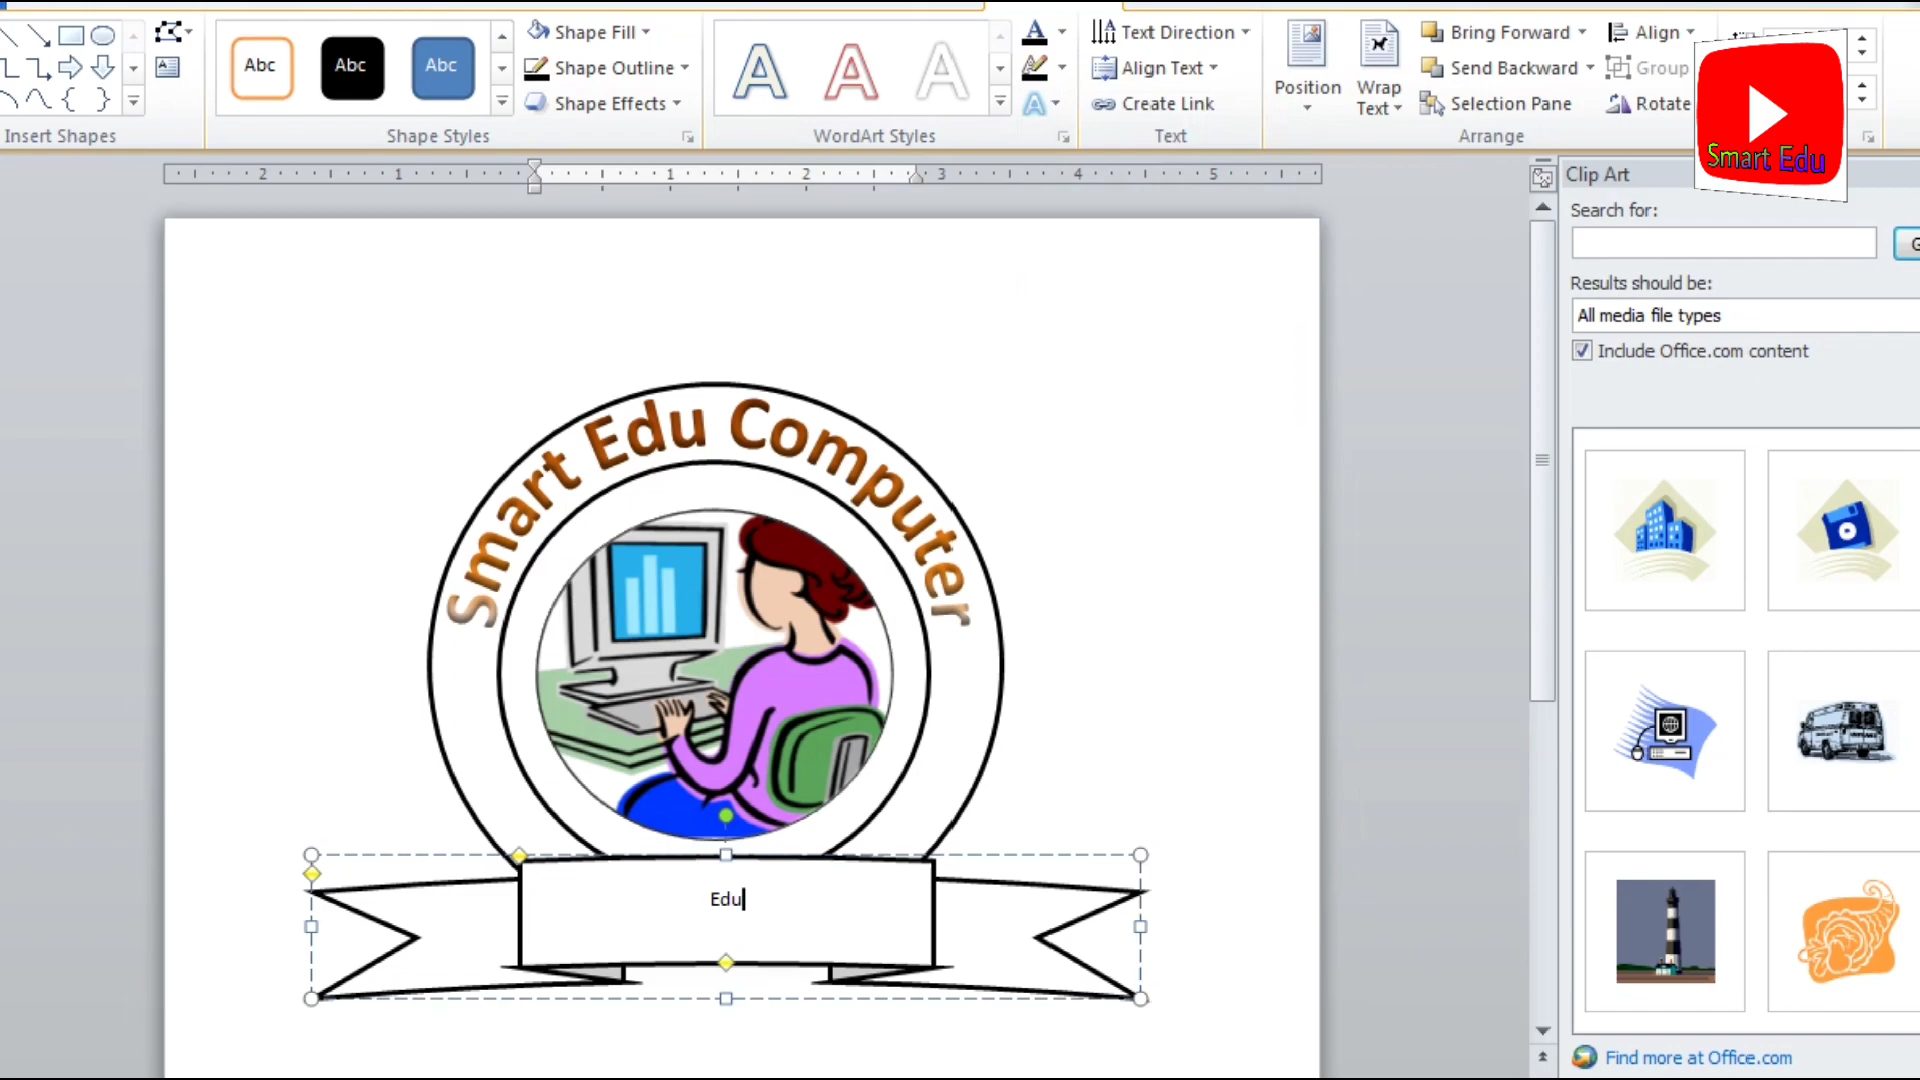 Abc Abc Abc
Shape Fill
Shape Outline
Shape Effects
Text Direction
Align Text
Create Link
Position
Wrap
Text
Bring Forward
Send Backward
Selection Pane
Align
Group
Rotate
Insert Shapes
Shape Styles
WordArt Styles
Text
Arrange
Smart Edu
2 1 1 2 3 4 5
Clip Art
Search for:
G
Results should be:
All media file types
Include Office.com content
Smart Edu Computer
Edu
Find more at Office.com